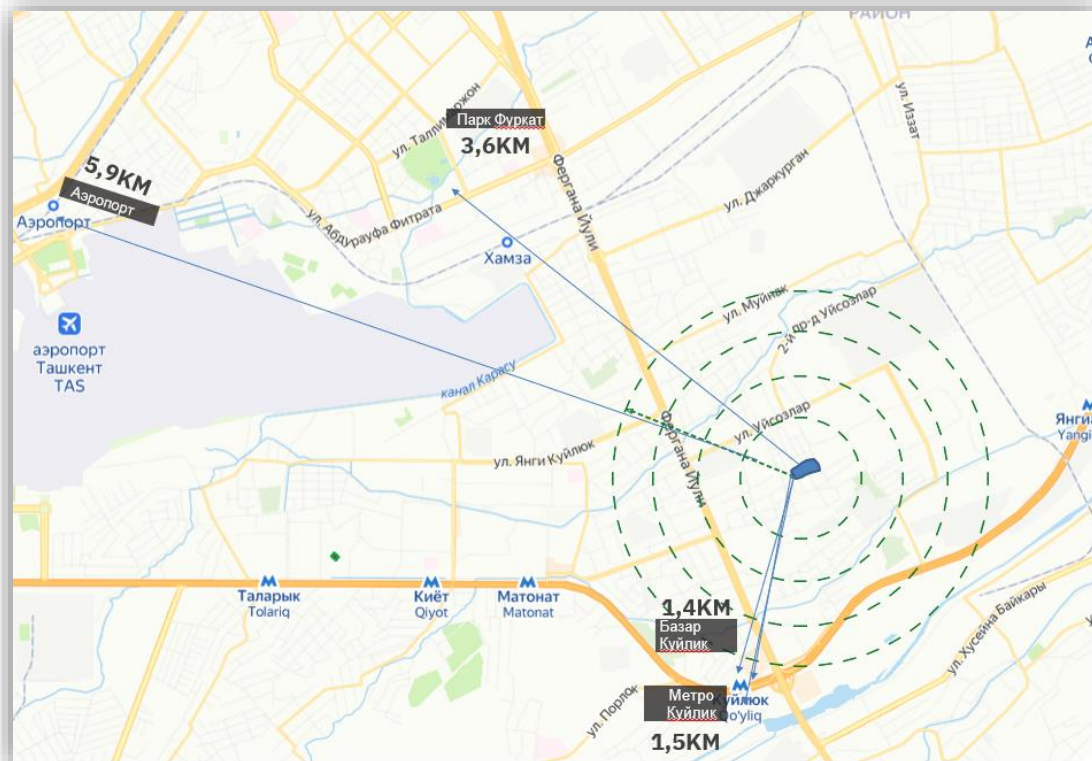 РАЙОН
ул. Иззат
ул. Таллимаржон
Парк Фуркат
3,6КМ
Фергана Йули
ул. Джаркурган
5,9КМ
Аэропорт
Аэропорт
ул. Абдурауфа Фитрата
Хамза
ул. Муйнак
2-й пр-д Уйсозлар
аэропорт
Ташкент
TAS
канал Карасу
Фергана Йули
ул. Уйсозлар
ул. Янги Куйлюк
Таларык
Tolariq
Киёт
Qiyot
Матонат
Matonat
1,4КМ
Базар
Куйлик
ул. Хусейна Байкары
Метро
Куйлик
Куйлюк
Qo'yliq
ул. Порлок
1,5КМ